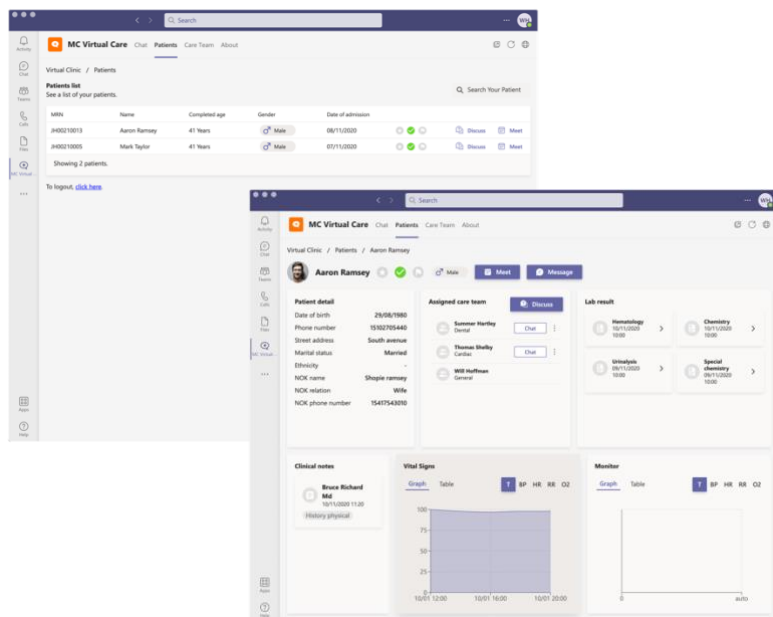 Search
WH
Activity
Chat
Teams
Calls
Files
MC Virtual ...
Apps
Help
MC Virtual Care Chat Patients Care Team About
Virtual Clinic / Patients
Patients list
See a list of your patients.
Search Your Patient
MRN Name Completed age Gender Date of admission
JH00210013 Aaron Ramsey 41 Years Male 08/11/2020 Discuss Meet
JH00210005 Mark Taylor 41 Years Male 07/11/2020 Discuss Meet
Showing 2 patients.
To logout, click here.
Search
WH
Activity
Chat
Teams
Calls
Files
MC Virtual ...
Apps
Help
MC Virtual Care Chat Patients Care Team About
Virtual Clinic / Patients / Aaron Ramsey
Aaron Ramsey Male Meet Message
Patient detail
Date of birth 29/08/1980
Phone number 15102705440
Street address South avenue
Marital status Married
Ethnicity -
NOK name Shopie ramsey
NOK relation Wife
NOK phone number 15417543010
Assigned care team Discuss
Summer Hartley Chat
Dental
Thomas Shelby Chat
Cardiac
Will Hoffman
General
Lab result
Hematology
10/11/2020
10:00
Chemistry
10/11/2020
10:00
Urinalysis
09/11/2020
10:00
Special
chemistry
09/11/2020
10:00
Clinical notes
Bruce Richard
Md
10/11/2020 11:20
History physical
Vital Signs
Graph Table T BP HR RR O2
100
75
50
25
0
10/01 12:00 10/01 16:00 10/01 20:00
Monitor
Graph Table T BP HR RR O2
0 auto